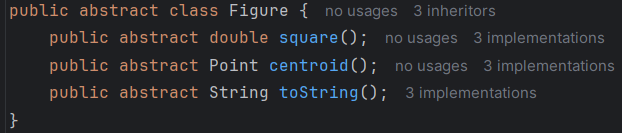 public abstract class Figure {  no usages  3 inheritors
    public abstract double square();  no usages  3 implementations
    public abstract Point centroid();  no usages  3 implementations
    public abstract String toString();  3 implementations
}